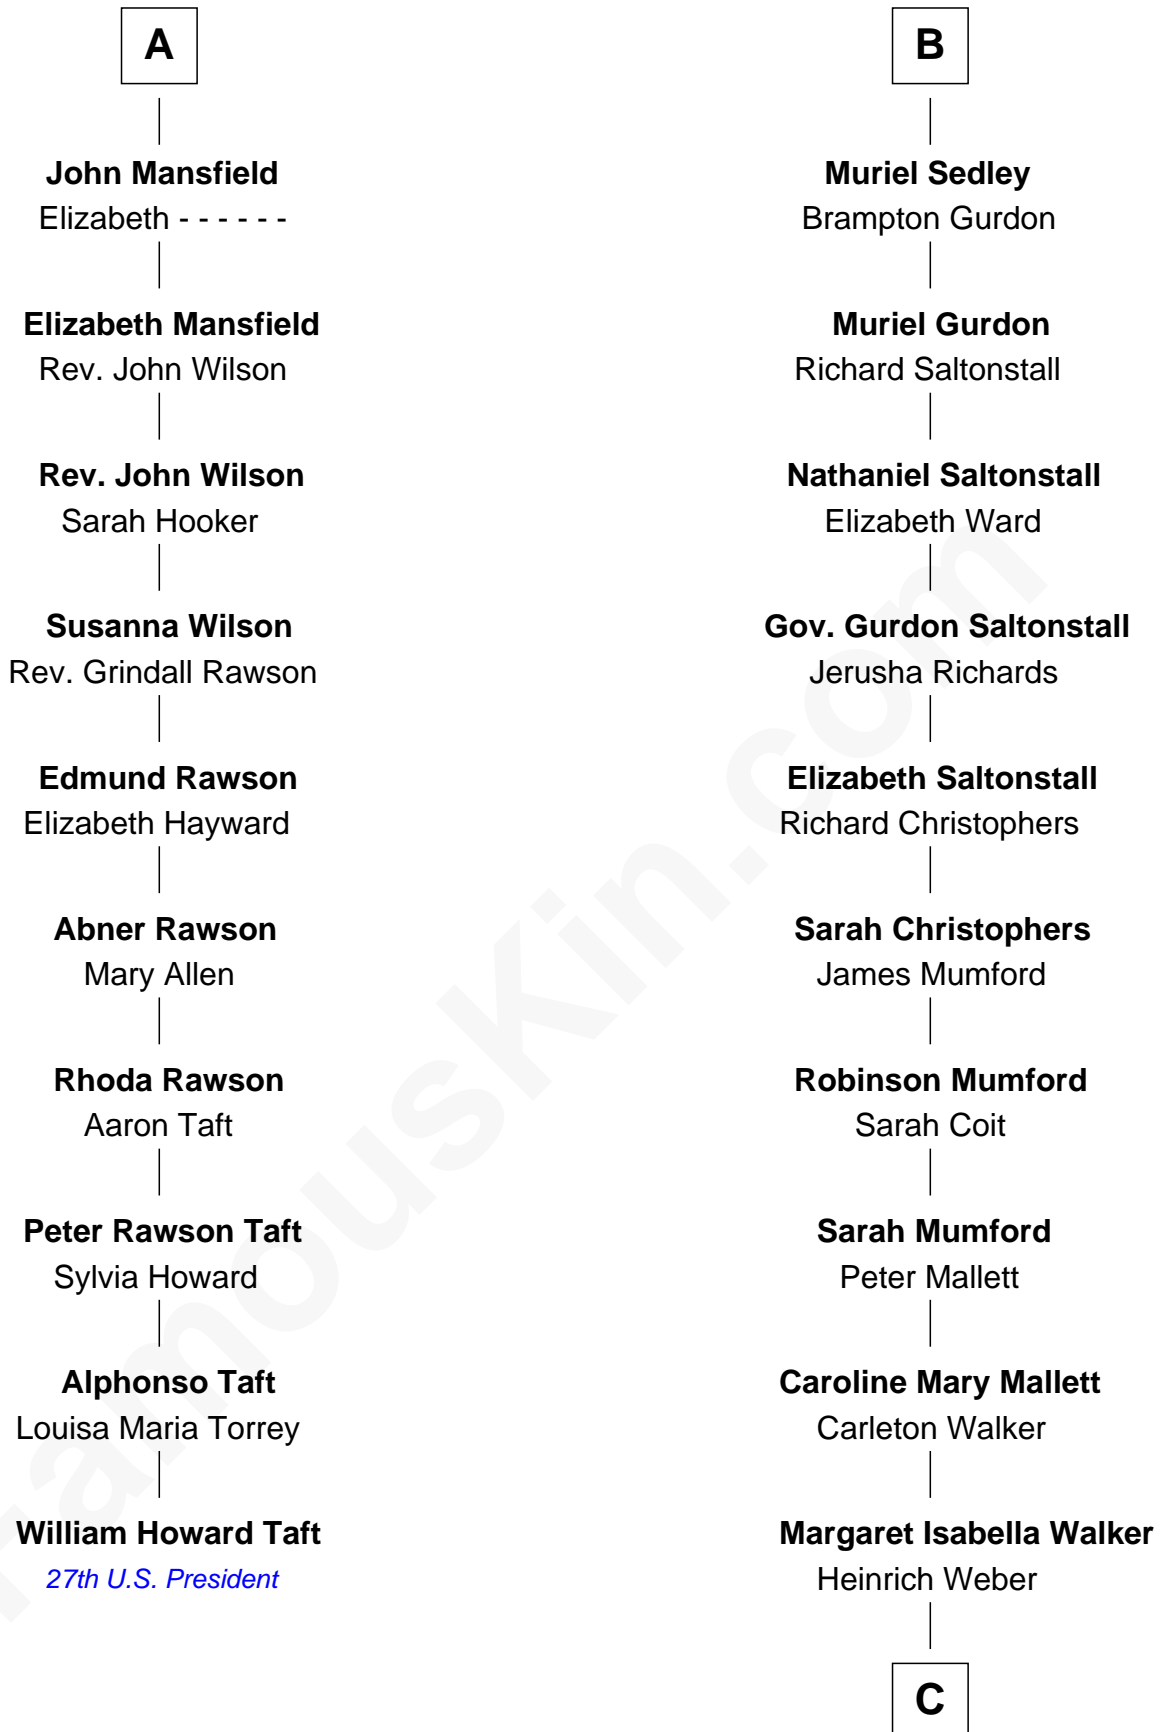 A
John Mansfield
Elizabeth - - - - - -
Elizabeth Mansfield
Rev. John Wilson
Rev. John Wilson
Sarah Hooker
Susanna Wilson
Rev. Grindall Rawson
Edmund Rawson
Elizabeth Hayward
Abner Rawson
Mary Allen
Rhoda Rawson
Aaron Taft
Peter Rawson Taft
Sylvia Howard
Alphonso Taft
Louisa Maria Torrey
William Howard Taft
27th U.S. President
B
Muriel Sedley
Brampton Gurdon
Muriel Gurdon
Richard Saltonstall
Nathaniel Saltonstall
Elizabeth Ward
Gov. Gurdon Saltonstall
Jerusha Richards
Elizabeth Saltonstall
Richard Christophers
Sarah Christophers
James Mumford
Robinson Mumford
Sarah Coit
Sarah Mumford
Peter Mallett
Caroline Mary Mallett
Carleton Walker
Margaret Isabella Walker
Heinrich Weber
C
FamousKin.com